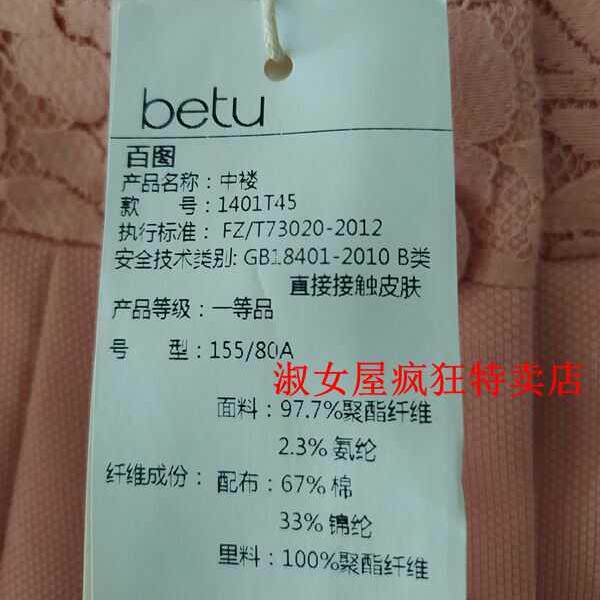 betu
百图
产品名称：中褛
款 号：1401T45
执行标准： FZ/T73020-2012
安全技术类别: GB18401-2010 B类
直接接触皮肤
产品等级：一等品
号 型：155/80A
淑女屋疯狂特卖店
面料：97.7%聚酯纤维
2.3% 氨纶
纤维成份：配布：67% 棉
33% 锦纶
里料：100%聚酯纤维